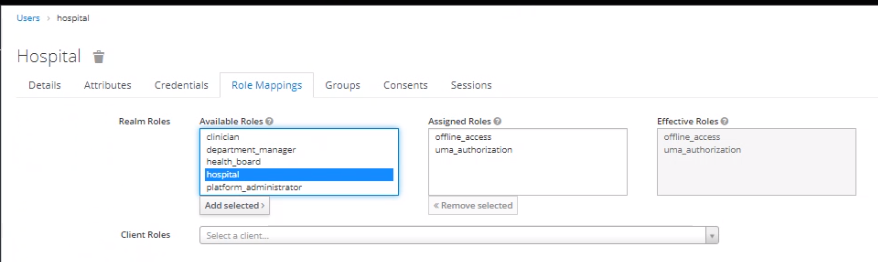 Users > hospital
Hospital
Details Attributes Credentials Role Mappings Groups Consents Sessions
Realm Roles Available Roles Assigned Roles Effective Roles
clinician offline_access offline_access
department_manager uma_authorization uma_authorization
health_board
hospital
platform_administrator
Add selected > « Remove selected
Client Roles Select a client...